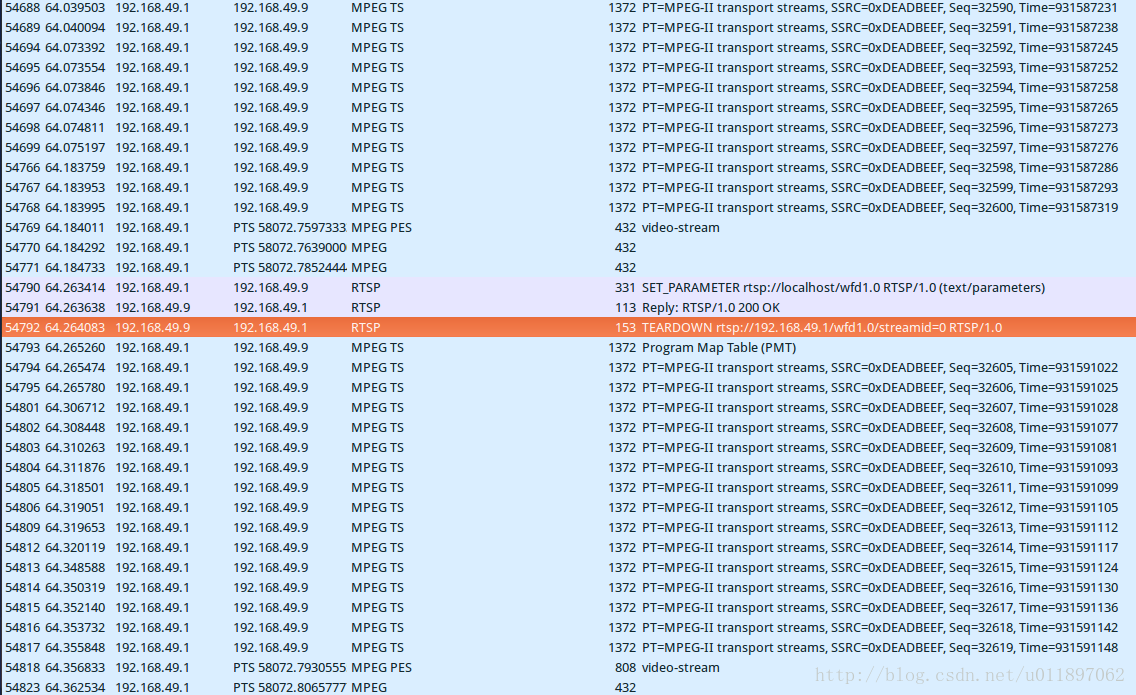 54688 64.039503 192.168.49.1 192.168.49.9 MPEG TS 1372 PT=MPEG-II transport streams, SSRC=0xDEADBEEF, Seq=32590, Time=931587231
54689 64.040094 192.168.49.1 192.168.49.9 MPEG TS 1372 PT=MPEG-II transport streams, SSRC=0xDEADBEEF, Seq=32591, Time=931587238
54694 64.073392 192.168.49.1 192.168.49.9 MPEG TS 1372 PT=MPEG-II transport streams, SSRC=0xDEADBEEF, Seq=32592, Time=931587245
54695 64.073554 192.168.49.1 192.168.49.9 MPEG TS 1372 PT=MPEG-II transport streams, SSRC=0xDEADBEEF, Seq=32593, Time=931587252
54696 64.073846 192.168.49.1 192.168.49.9 MPEG TS 1372 PT=MPEG-II transport streams, SSRC=0xDEADBEEF, Seq=32594, Time=931587258
54697 64.074346 192.168.49.1 192.168.49.9 MPEG TS 1372 PT=MPEG-II transport streams, SSRC=0xDEADBEEF, Seq=32595, Time=931587265
54698 64.074811 192.168.49.1 192.168.49.9 MPEG TS 1372 PT=MPEG-II transport streams, SSRC=0xDEADBEEF, Seq=32596, Time=931587273
54699 64.075197 192.168.49.1 192.168.49.9 MPEG TS 1372 PT=MPEG-II transport streams, SSRC=0xDEADBEEF, Seq=32597, Time=931587276
54766 64.183759 192.168.49.1 192.168.49.9 MPEG TS 1372 PT=MPEG-II transport streams, SSRC=0xDEADBEEF, Seq=32598, Time=931587286
54767 64.183953 192.168.49.1 192.168.49.9 MPEG TS 1372 PT=MPEG-II transport streams, SSRC=0xDEADBEEF, Seq=32599, Time=931587293
54768 64.183995 192.168.49.1 192.168.49.9 MPEG TS 1372 PT=MPEG-II transport streams, SSRC=0xDEADBEEF, Seq=32600, Time=931587319
54769 64.184011 192.168.49.1 PTS 58072.7597333 MPEG PES 432 video-stream
54770 64.184292 192.168.49.1 PTS 58072.7639000 MPEG 432
54771 64.184733 192.168.49.1 PTS 58072.7852444 MPEG 432
54790 64.263414 192.168.49.1 192.168.49.9 RTSP 331 SET_PARAMETER rtsp://localhost/wfd1.0 RTSP/1.0 (text/parameters)
54791 64.263638 192.168.49.9 192.168.49.1 RTSP 113 Reply: RTSP/1.0 200 OK
54792 64.264083 192.168.49.9 192.168.49.1 RTSP 153 TEARDOWN rtsp://192.168.49.1/wfd1.0/streamid=0 RTSP/1.0
54793 64.265260 192.168.49.1 192.168.49.9 MPEG TS 1372 Program Map Table (PMT)
54794 64.265474 192.168.49.1 192.168.49.9 MPEG TS 1372 PT=MPEG-II transport streams, SSRC=0xDEADBEEF, Seq=32605, Time=931591022
54795 64.265780 192.168.49.1 192.168.49.9 MPEG TS 1372 PT=MPEG-II transport streams, SSRC=0xDEADBEEF, Seq=32606, Time=931591025
54801 64.306712 192.168.49.1 192.168.49.9 MPEG TS 1372 PT=MPEG-II transport streams, SSRC=0xDEADBEEF, Seq=32607, Time=931591028
54802 64.308448 192.168.49.1 192.168.49.9 MPEG TS 1372 PT=MPEG-II transport streams, SSRC=0xDEADBEEF, Seq=32608, Time=931591077
54803 64.310263 192.168.49.1 192.168.49.9 MPEG TS 1372 PT=MPEG-II transport streams, SSRC=0xDEADBEEF, Seq=32609, Time=931591081
54804 64.311876 192.168.49.1 192.168.49.9 MPEG TS 1372 PT=MPEG-II transport streams, SSRC=0xDEADBEEF, Seq=32610, Time=931591093
54805 64.318501 192.168.49.1 192.168.49.9 MPEG TS 1372 PT=MPEG-II transport streams, SSRC=0xDEADBEEF, Seq=32611, Time=931591099
54806 64.319051 192.168.49.1 192.168.49.9 MPEG TS 1372 PT=MPEG-II transport streams, SSRC=0xDEADBEEF, Seq=32612, Time=931591105
54809 64.319653 192.168.49.1 192.168.49.9 MPEG TS 1372 PT=MPEG-II transport streams, SSRC=0xDEADBEEF, Seq=32613, Time=931591112
54812 64.320119 192.168.49.1 192.168.49.9 MPEG TS 1372 PT=MPEG-II transport streams, SSRC=0xDEADBEEF, Seq=32614, Time=931591117
54813 64.348588 192.168.49.1 192.168.49.9 MPEG TS 1372 PT=MPEG-II transport streams, SSRC=0xDEADBEEF, Seq=32615, Time=931591124
54814 64.350319 192.168.49.1 192.168.49.9 MPEG TS 1372 PT=MPEG-II transport streams, SSRC=0xDEADBEEF, Seq=32616, Time=931591130
54815 64.352140 192.168.49.1 192.168.49.9 MPEG TS 1372 PT=MPEG-II transport streams, SSRC=0xDEADBEEF, Seq=32617, Time=931591136
54816 64.353732 192.168.49.1 192.168.49.9 MPEG TS 1372 PT=MPEG-II transport streams, SSRC=0xDEADBEEF, Seq=32618, Time=931591142
54817 64.355848 192.168.49.1 192.168.49.9 MPEG TS 1372 PT=MPEG-II transport streams, SSRC=0xDEADBEEF, Seq=32619, Time=931591148
54818 64.356833 192.168.49.1 PTS 58072.7930555 MPEG PES 808 video-stream
54823 64.362534 192.168.49.1 PTS 58072.8065777 MPEG 432
http://blog.csdn.net/u011897062